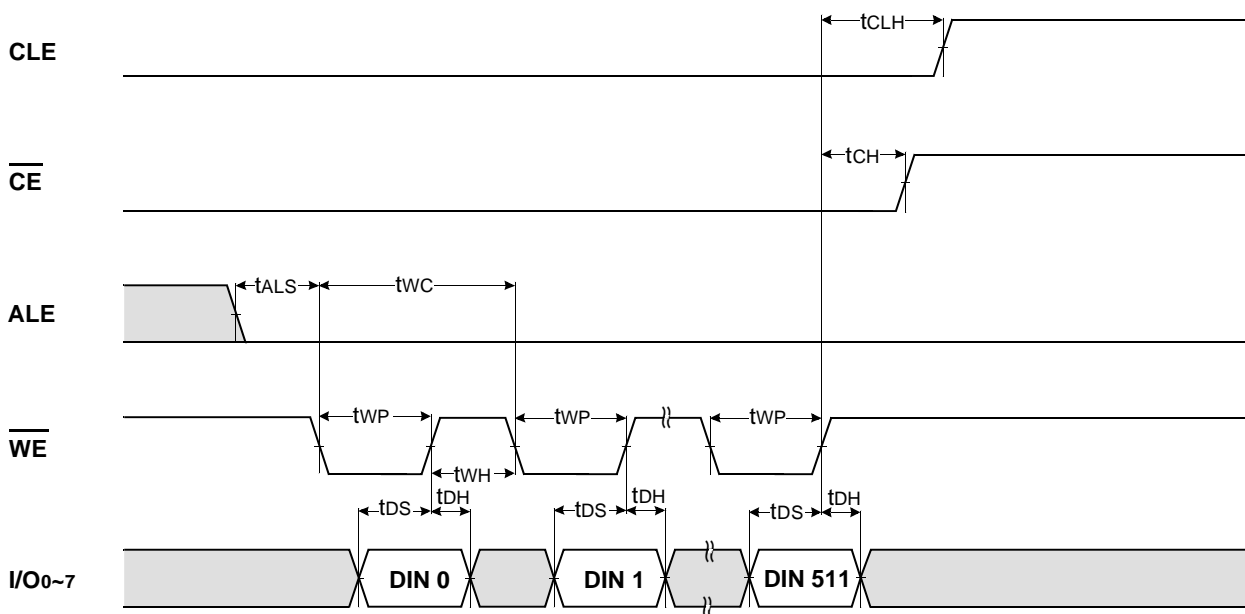 CLE
tCLH
CE
tCH
ALE
tALS
tWC
WE
tWP
tWP
tWP
tWH
tDS
tDH
tDS
tDH
tDS
tDH
I/O0~7
DIN 0
DIN 1
DIN 511